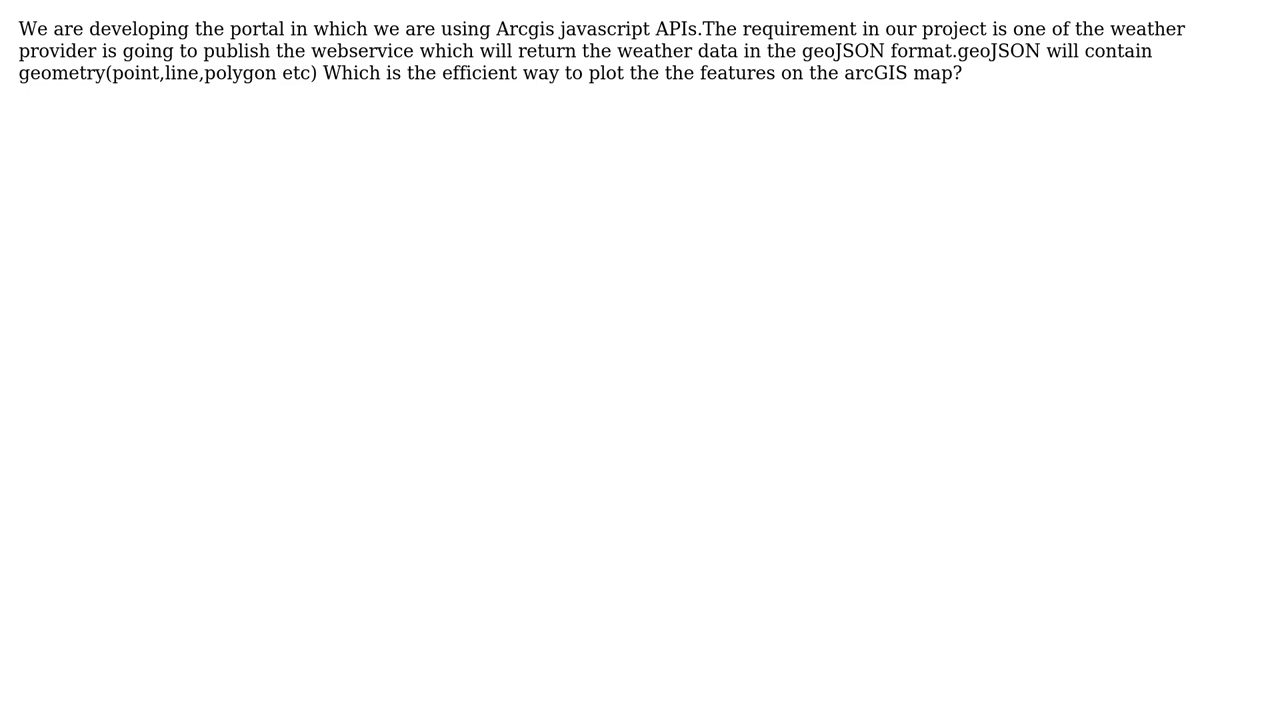 We are developing the portal in which we are using Arcgis javascript APIs.The requirement in our project is one of the weather
provider is going to publish the webservice which will return the weather data in the geoJSON format.geoJSON will contain
geometry(point,line,polygon etc) Which is the efficient way to plot the the features on the arcGIS map?